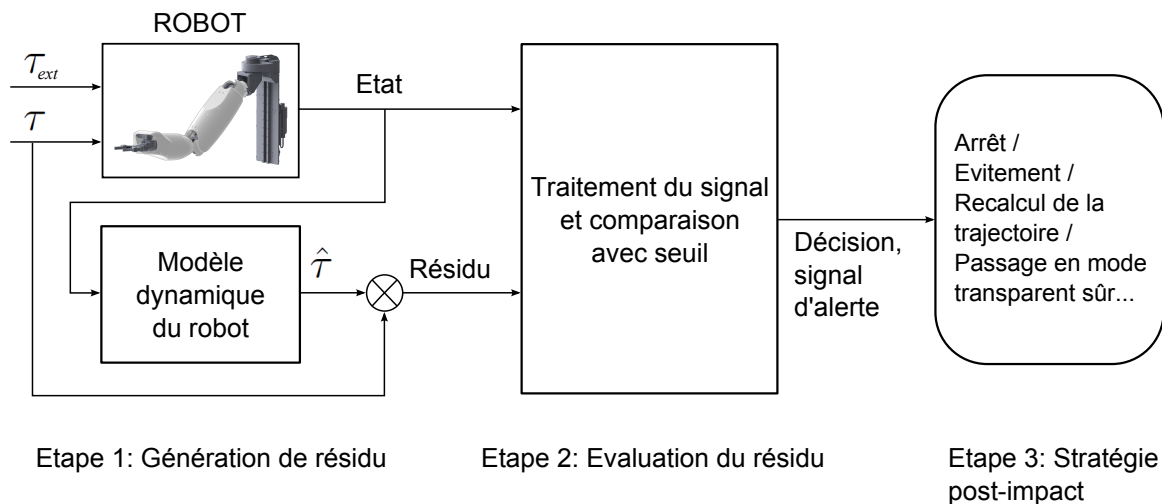 ROBOT
τext
τ
Etat
Modèle
dynamique
du robot
τ̂
Résidu
Traitement du signal
et comparaison
avec seuil
Décision,
signal
d'alerte
Arrêt /
Evitement /
Recalcul de la
trajectoire /
Passage en mode
transparent sûr...
Etape 1: Génération de résidu
Etape 2: Evaluation du résidu
Etape 3: Stratégie
post-impact